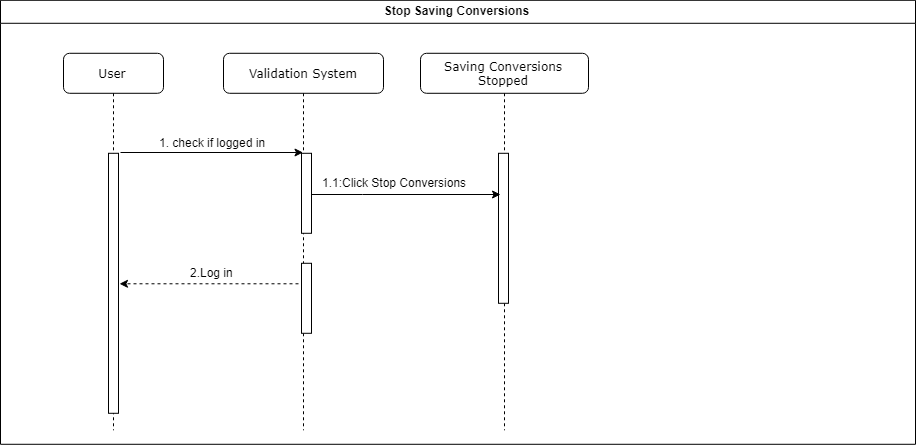 Stop Saving Conversions
User
Validation System
Saving Conversions
Stopped
1. check if logged in
1.1:Click Stop Conversions
2.Log in